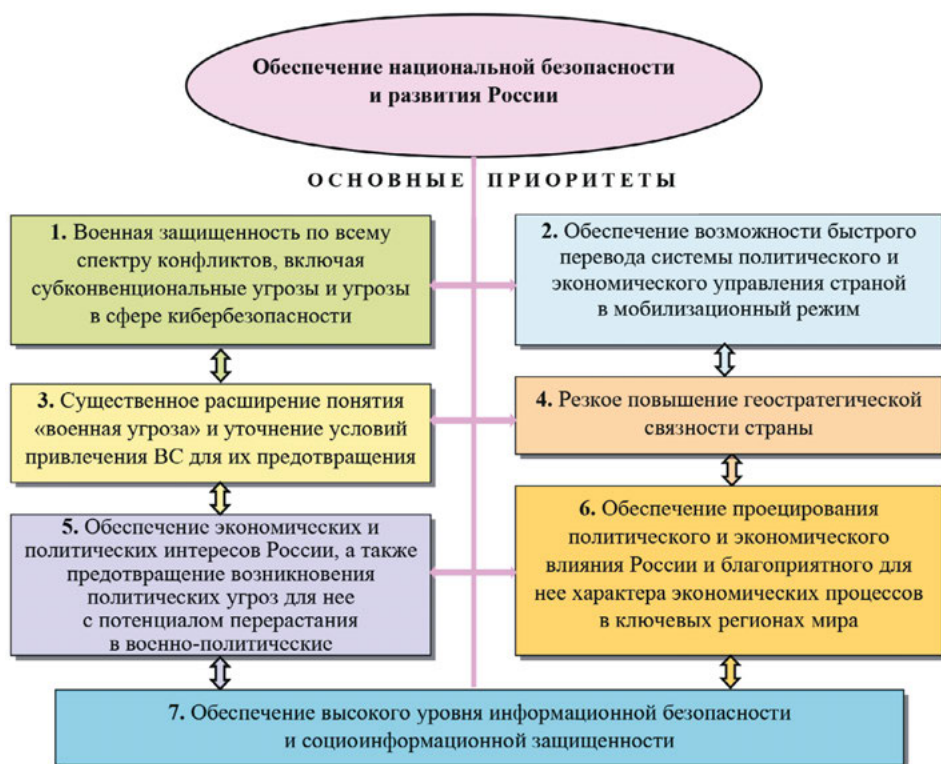 Обеспечение национальной безопасности
и развития России
ОСНОВНЫЕ ПРИОРИТЕТЫ
1. Военная защищенность по всему
спектру конфликтов, включая
субконвенциональные угрозы и угрозы
в сфере кибербезопасности
2. Обеспечение возможности быстрого
перевода системы политического и
экономического управления страной
в мобилизационный режим
3. Существенное расширение понятия
«военная угроза» и уточнение условий
привлечения ВС для их предотвращения
4. Резкое повышение геостратегической
связности страны
5. Обеспечение экономических и
политических интересов России, а также
предотвращение возникновения
политических угроз для нее
с потенциалом перерастания
в военно-политические
6. Обеспечение проецирования
политического и экономического
влияния России и благоприятного для
нее характера экономических процессов
в ключевых регионах мира
7. Обеспечение высокого уровня информационной безопасности
и социоинформационной защищенности